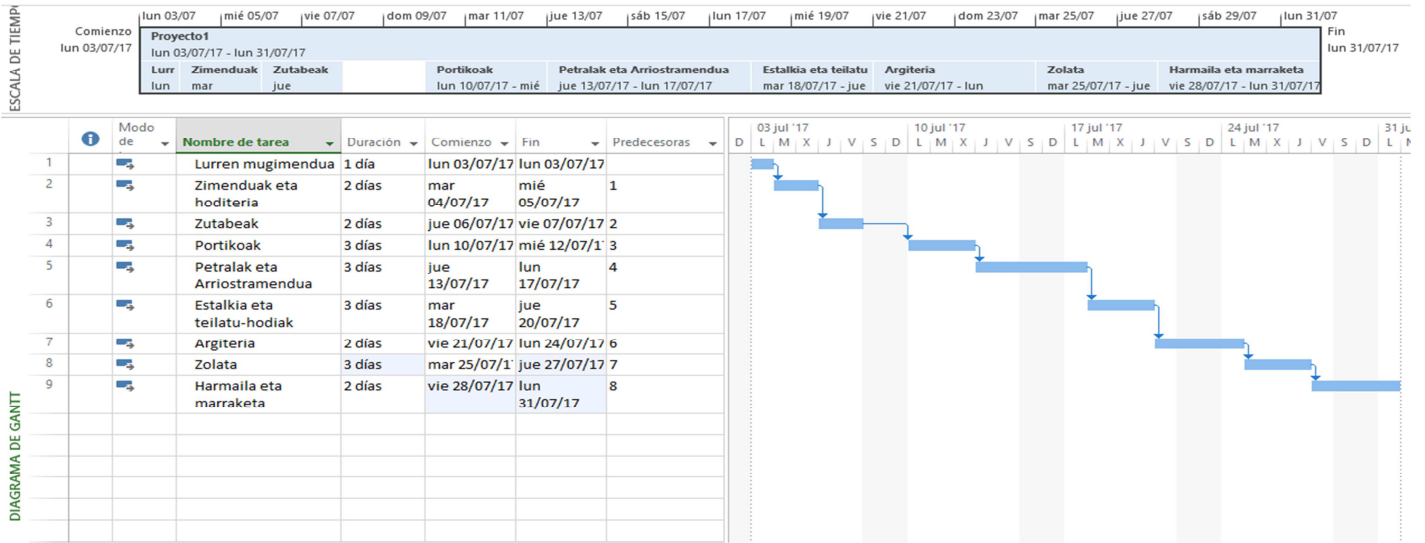 ESCALA DE TIEMP
lun 03/07 mié 05/07 vie 07/07 dom 09/07 mar 11/07 jue 13/07 sáb 15/07 lun 17/07 mié 19/07 vie 21/07 dom 23/07 mar 25/07 jue 27/07 sáb 29/07 lun 31/07
Comienzo
lun 03/07/17
Fin
lun 31/07/17
Proyecto1
lun 03/07/17 - lun 31/07/17
Lurr Zimenduak Zutabeak Portikoak Petralak eta Arriostramendua Estalkia eta teilatu Argiteria Zolata Harmaila eta marraketa
lun mar jue lun 10/07/17 - mié jue 13/07/17 - lun 17/07/17 mar 18/07/17 - jue vie 21/07/17 - lun mar 25/07/17 - jue vie 28/07/17 - lun 31/07/17
DIAGRAMA DE GANTT
Modo de Nombre de tarea Duración Comienzo Fin Predecesoras
03 jul '17 10 jul '17 17 jul '17 24 jul '17 31 ju
D L M X J V S D L M X J V S D L M X J V S D L M X J V S D L M
1 Lurren mugimendua 1 día lun 03/07/17 lun 03/07/17
2 Zimenduak eta hoditeria 2 días mar 04/07/17 mié 05/07/17 1
3 Zutabeak 2 días jue 06/07/17 vie 07/07/17 2
4 Portikoak 3 días lun 10/07/17 mié 12/07/1 3
5 Petralak eta Arriostramendua 3 días jue 13/07/17 lun 17/07/17 4
6 Estalkia eta teilatu-hodiak 3 días mar 18/07/17 jue 20/07/17 5
7 Argiteria 2 días vie 21/07/17 lun 24/07/17 6
8 Zolata 3 días mar 25/07/1 jue 27/07/17 7
9 Harmaila eta marraketa 2 días vie 28/07/17 lun 31/07/17 8